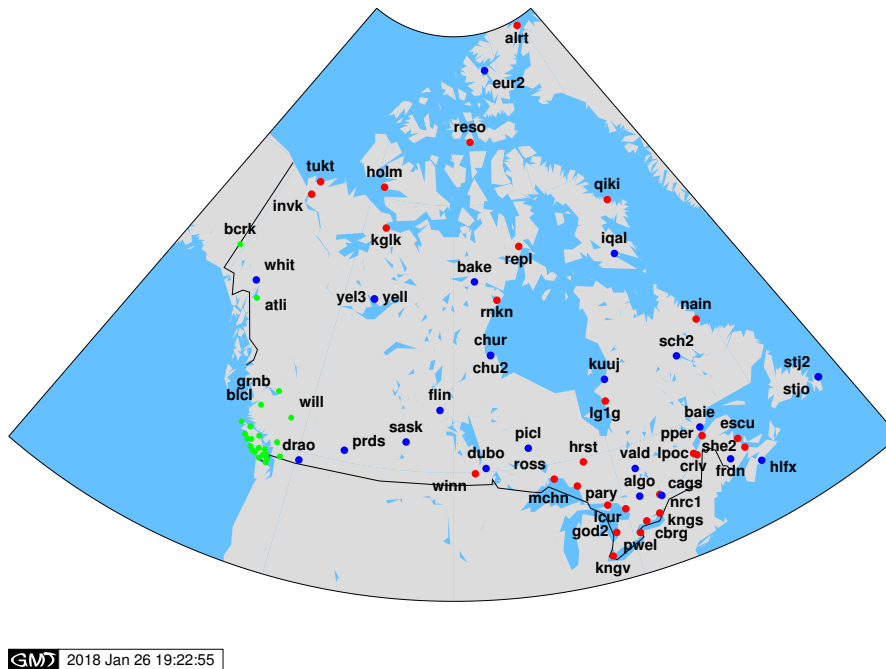 alrt
eur2
reso
tukt
holm
invk
qiki
bcrk
kglk
iqal
repl
whit
bake
atli
yel3 yell
rnkn
nain
chur
sch2
chu2
kuuj
stj2
stjo
grnb
blcl
will
flin
lg1g
baie
pper
escu
she2
sask
prds
drao
picl
dubo
ross
hrst
vald
lpoc
crlv
frdn
hlfx
winn
mchn
pary
algo
cags
nrc1
lcur
kngs
god2
cbrg
pwel
kngv
GMT 2018 Jan 26 19:22:55